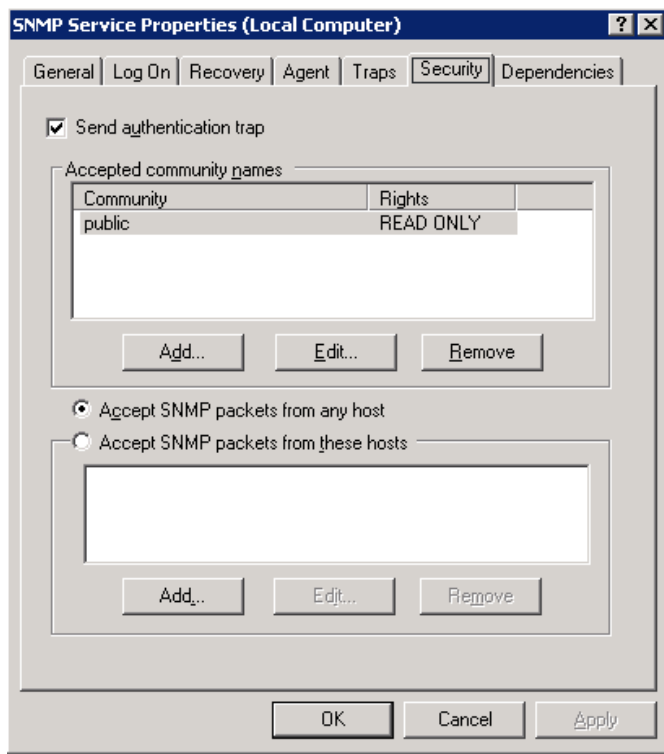 SNMP Service Properties (Local Computer)
General Log On Recovery Agent Traps Security Dependencies
Send authentication trap
Accepted community names
Community Rights
public READ ONLY
Add... Edit... Remove
Accept SNMP packets from any host
Accept SNMP packets from these hosts
Add... Edit... Remove
OK Cancel Apply